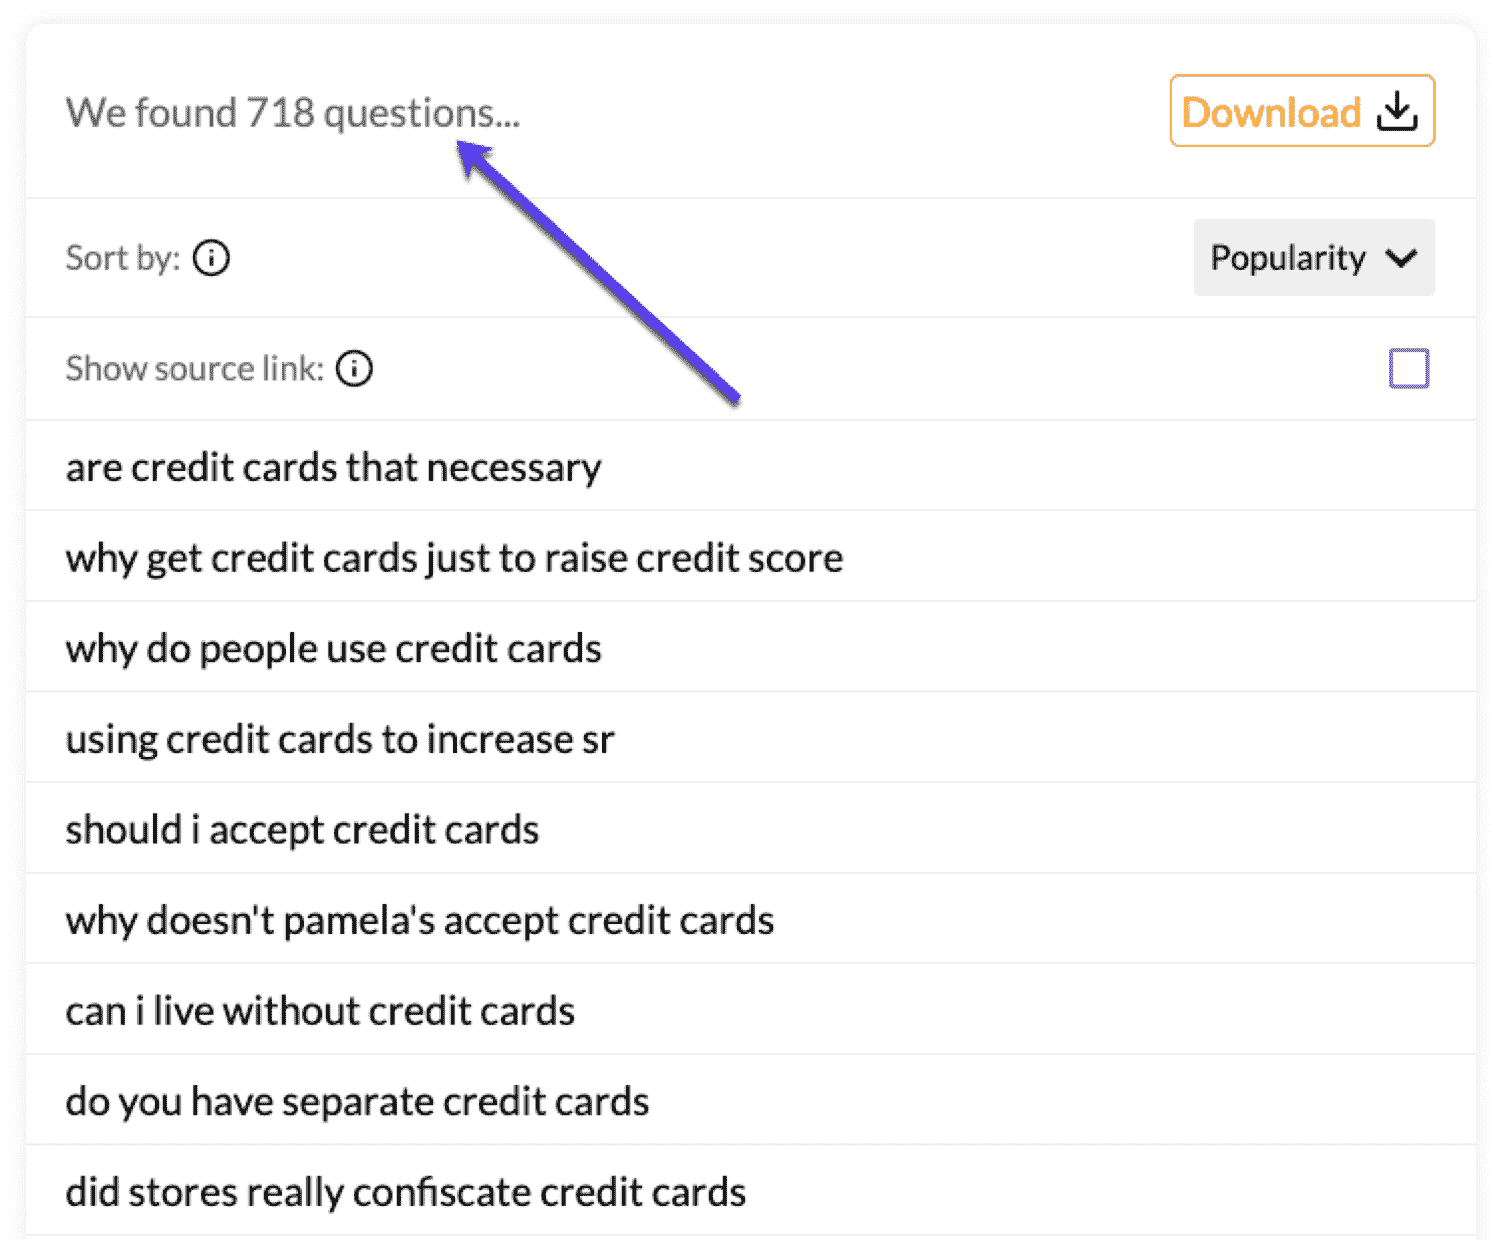 We found 718 questions...
Download
Sort by:
Popularity
Show source link:
are credit cards that necessary
why get credit cards just to raise credit score
why do people use credit cards
using credit cards to increase sr
should i accept credit cards
why doesn't pamela's accept credit cards
can i live without credit cards
do you have separate credit cards
did stores really confiscate credit cards